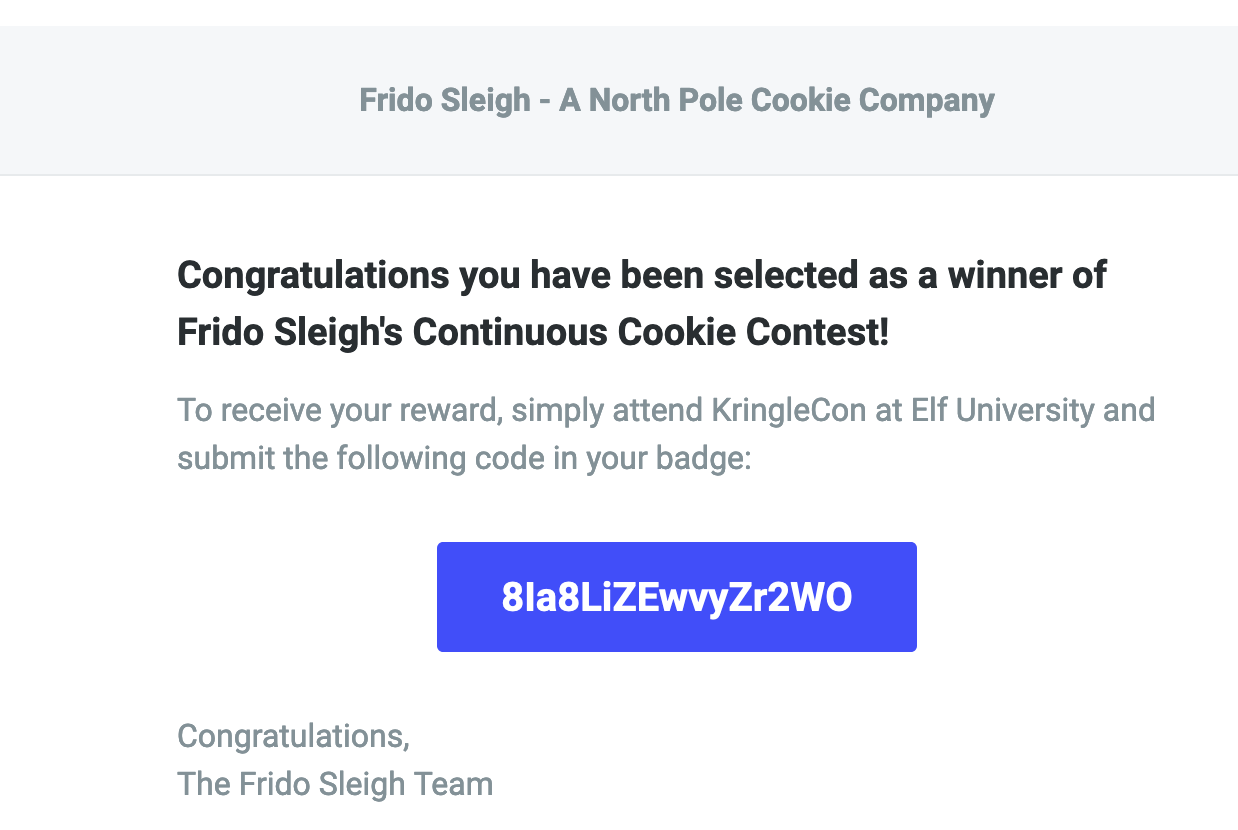 Frido Sleigh - A North Pole Cookie Company
Congratulations you have been selected as a winner of
Frido Sleigh's Continuous Cookie Contest!
To receive your reward, simply attend KringleCon at Elf University and
submit the following code in your badge:
8Ia8LiZEwvyZr2WO
Congratulations,
The Frido Sleigh Team